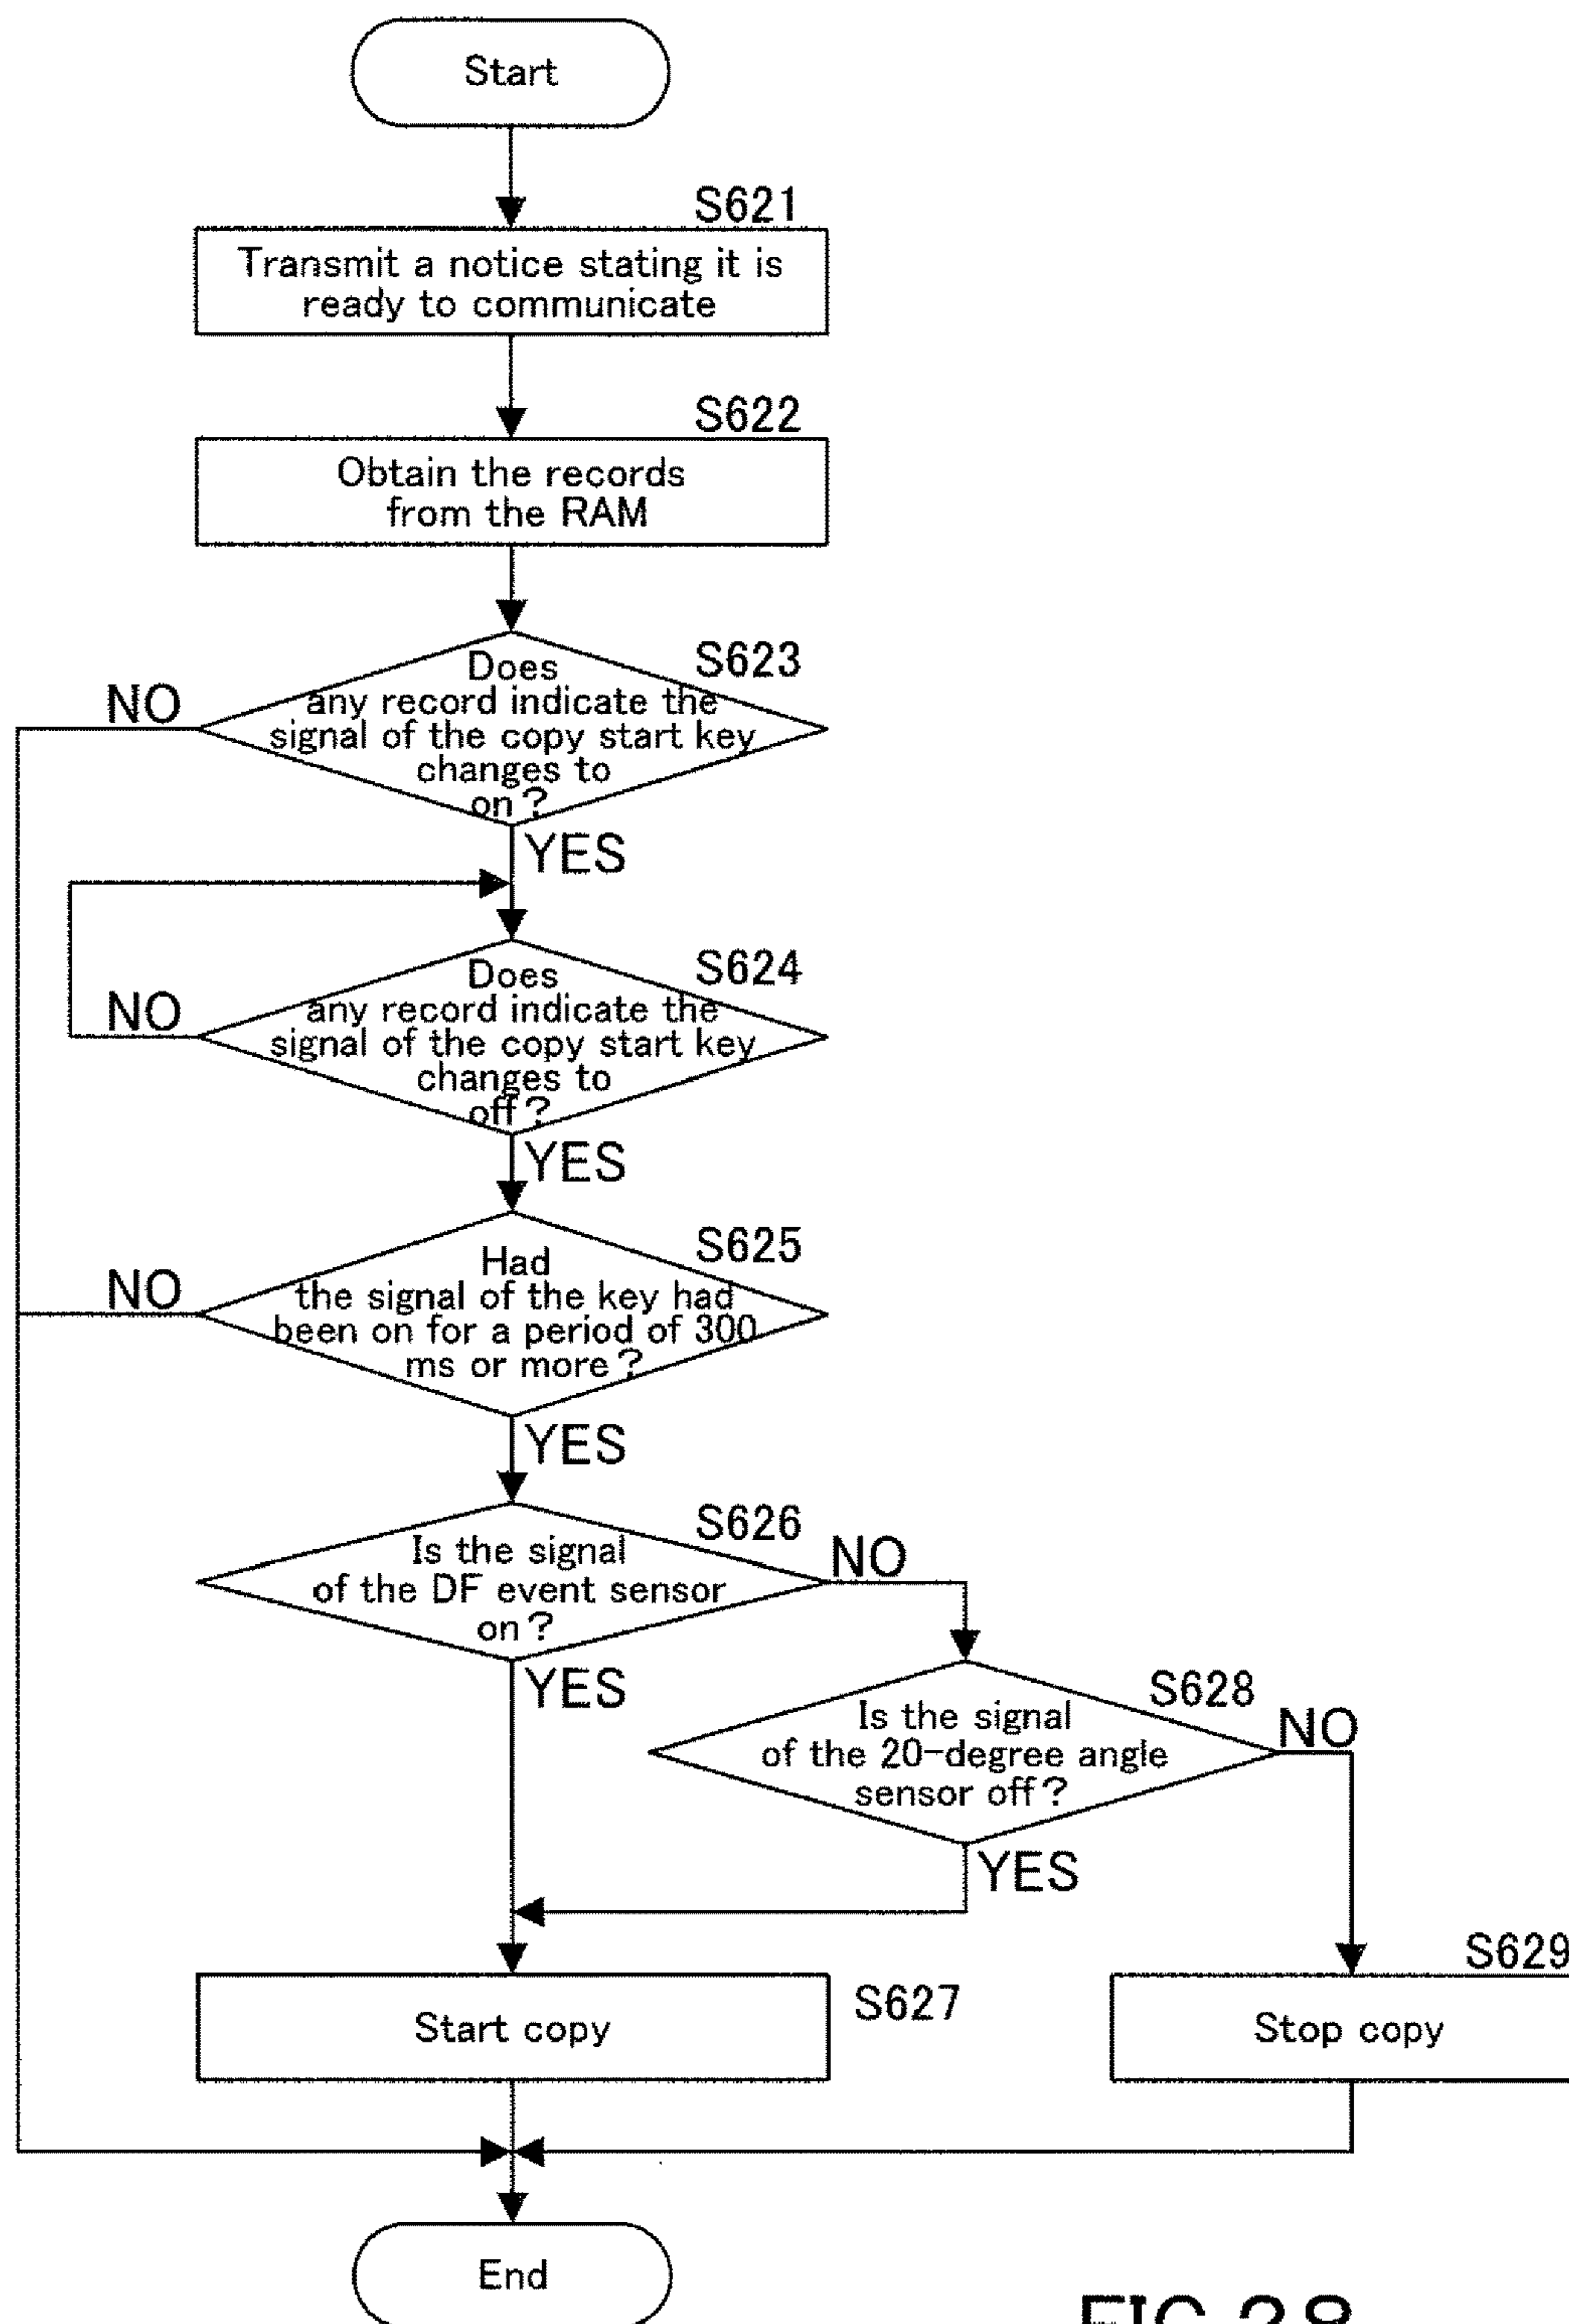 Start
S621
Transmit a notice stating it is
ready to communicate
S622
Obtain the records
from the RAM
S623
Does
any record indicate the
signal of the copy start key
changes to
on?
NO
YES
S624
Does
any record indicate the
signal of the copy start key
changes to
off?
NO
YES
S625
Had
the signal of the key had
been on for a period of 300
ms or more?
NO
YES
S626
Is the signal
of the DF event sensor
on?
NO
YES
S628
Is the signal
of the 20-degree angle
sensor off?
NO
YES
S627
Start copy
S629
Stop copy
End
FIG.28